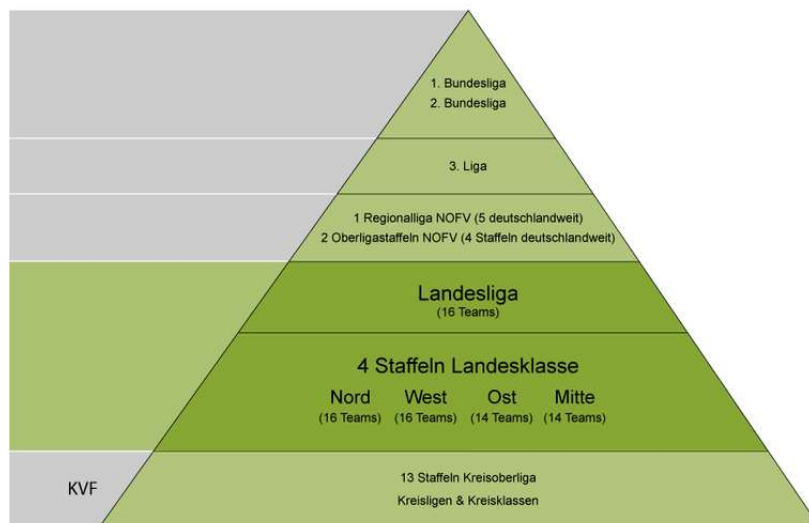 1. Bundesliga
2. Bundesliga
3. Liga
1 Regionalliga NOFV (5 deutschlandweit)
2 Oberligastaffeln NOFV (4 Staffeln deutschlandweit)
Landesliga
(16 Teams)
4 Staffeln Landesklasse
Nord West Ost Mitte
(16 Teams) (16 Teams) (14 Teams) (14 Teams)
KVF
13 Staffeln Kreisoberliga
Kreisligen & Kreisklassen